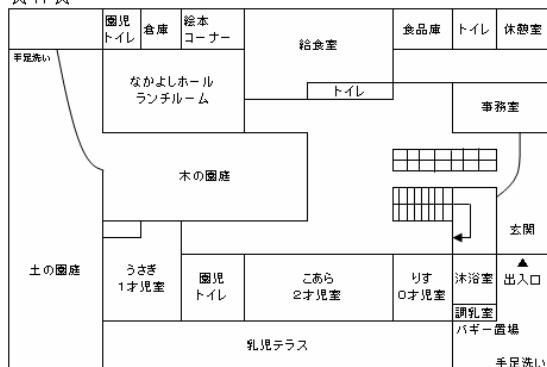 園児
トイレ
倉庫
絵本
コーナー
給食室
食品庫
トイレ
休憩室
手足洗い
なかよしホール
ランチルーム
トイレ
事務室
木の園庭
玄関
土の園庭
うさぎ
1才児室
園児
トイレ
こあら
2才児室
りす
0才児室
沐浴室
出入口
調乳室
バギー置場
乳児テラス
手足洗い